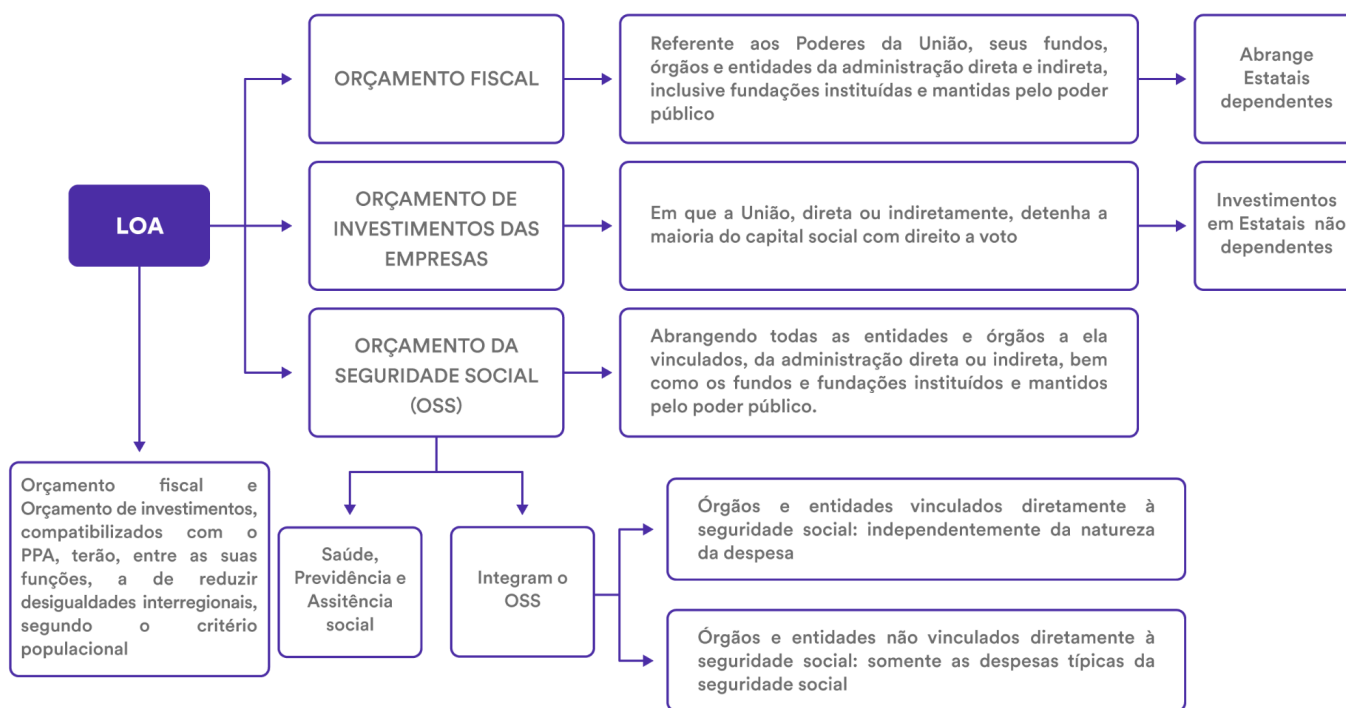 LOA
ORÇAMENTO FISCAL
Referente aos Poderes da União, seus fundos,
órgãos e entidades da administração direta e indireta,
inclusive fundações instituídas e mantidas pelo poder
público
Abrange
Estatais
dependentes
ORÇAMENTO DE
INVESTIMENTOS DAS
EMPRESAS
Em que a União, direta ou indiretamente, detenha a
maioria do capital social com direito a voto
Investimentos
em Estatais não
dependentes
ORÇAMENTO DA
SEGURIDADE SOCIAL
(OSS)
Abrangendo todas as entidades e órgãos a ela
vinculados, da administração direta ou indireta, bem
como os fundos e fundações instituídos e mantidos
pelo poder público.
Orçamento fiscal e
Orçamento de investimentos,
compatibilizados com o
PPA, terão, entre as suas
funções, a de reduzir
desigualdades interregionais,
segundo o critério
populacional
Saúde,
Previdência e
Assitência
social
Integram o
OSS
Órgãos e entidades vinculados diretamente à
seguridade social: independentemente da natureza
da despesa
Órgãos e entidades não vinculados diretamente à
seguridade social: somente as despesas típicas da
seguridade social